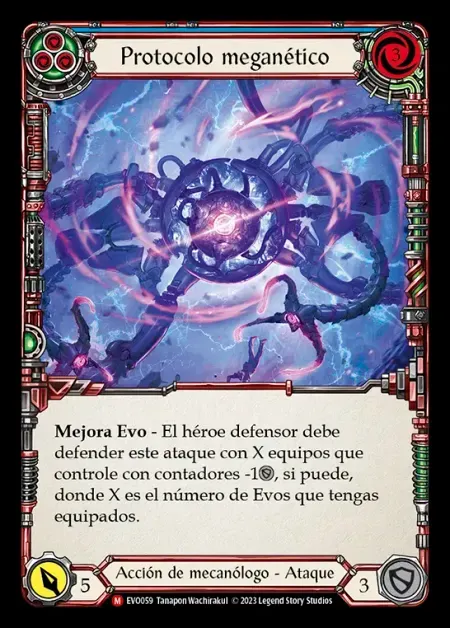 Protocolo meganético
3
Mejora Evo - El héroe defensor debe
defender este ataque con X equipos que
controle con contadores -1, si puede,
donde X es el número de Evos que tengas
equipados.
5
Acción de mecanólogo - Ataque
3
M EVO059 Tanapon Wachirakul © 2023 Legend Story Studios